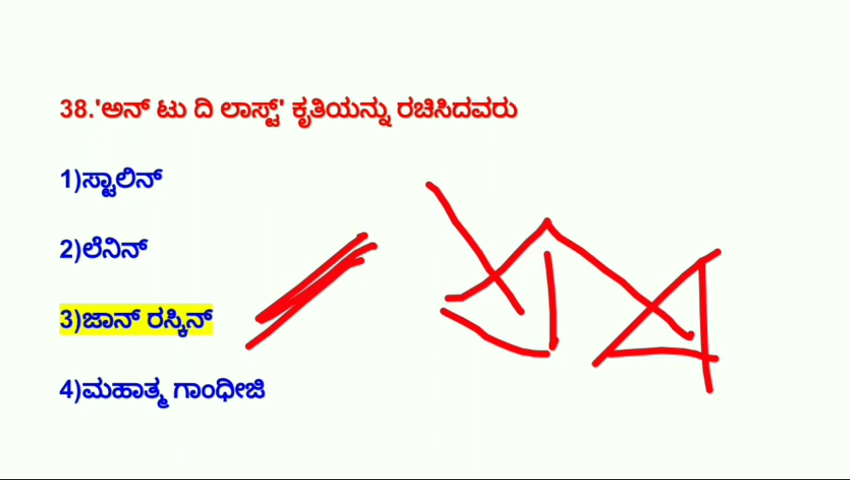 38.'ಅನ್ ಟು ದಿ ಲಾಸ್ಟ್' ಕೃತಿಯನ್ನು ರಚಿಸಿದವರು
1)ಸ್ಟಾಲಿನ್
2)ಲೆನಿನ್
3)ಜಾನ್ ರಸ್ಕಿನ್
4)ಮಹಾತ್ಮ ಗಾಂಧೀಜಿ